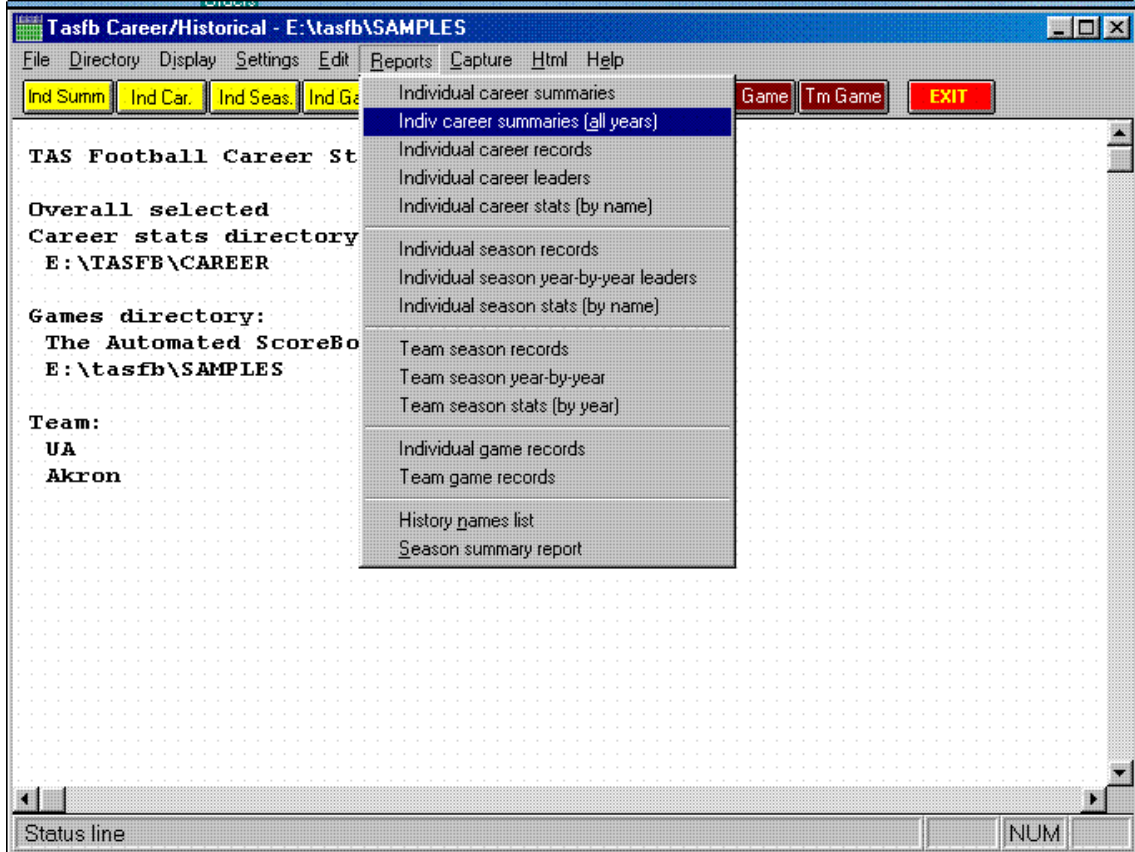 Orders
Tasfb Career/Historical - E:\tasfb\SAMPLES
File Directory Display Settings Edit Reports Capture Html Help
Ind Summ Ind Car. Ind Seas. Ind Ga Game Tm Game EXIT
Individual career summaries
Indiv career summaries (all years)
Individual career records
Individual career leaders
Individual career stats (by name)
Individual season records
Individual season year-by-year leaders
Individual season stats (by name)
Team season records
Team season year-by-year
Team season stats (by year)
Individual game records
Team game records
History names list
Season summary report
TAS Football Career St
Overall selected
Career stats directory
E:\TASFB\CAREER
Games directory:
The Automated ScoreBo
E:\tasfb\SAMPLES
Team:
UA
Akron
Status line NUM